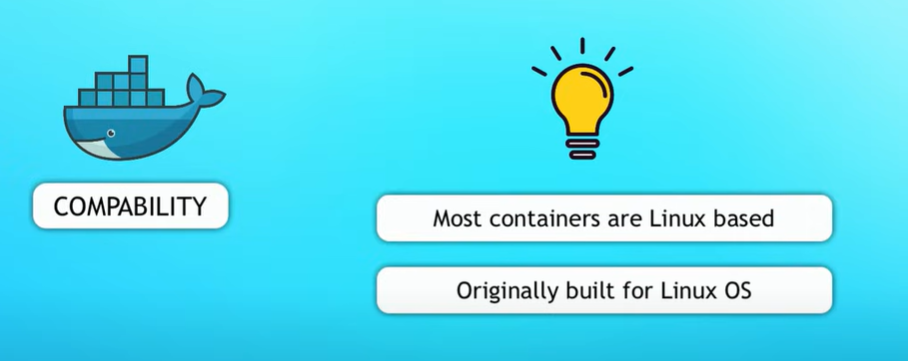 COMPABILITY
Most containers are Linux based
Originally built for Linux OS